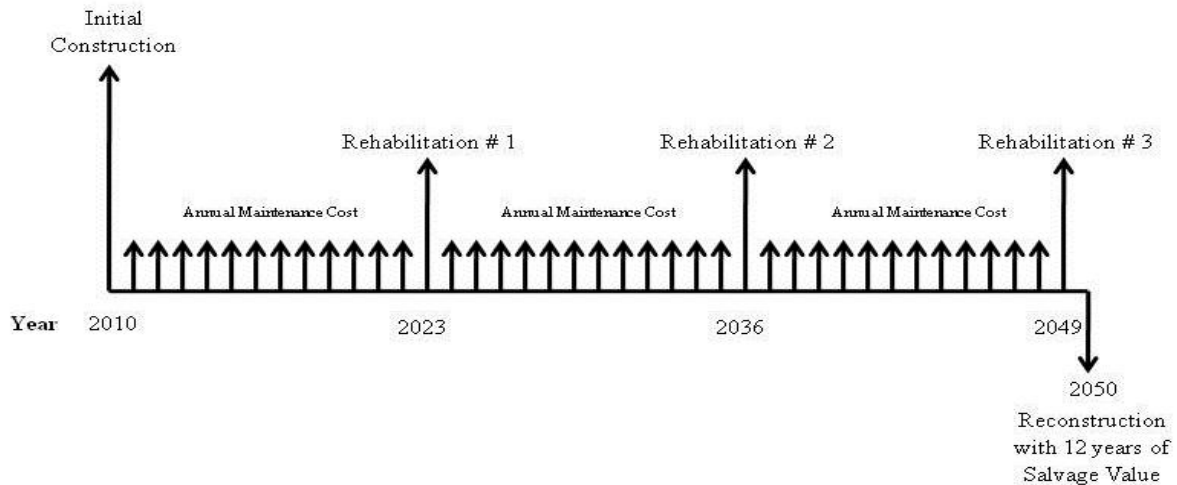 Initial
Construction
Rehabilitation # 1
Rehabilitation # 2
Rehabilitation # 3
Annual Maintenance Cost
Annual Maintenance Cost
Annual Maintenance Cost
Year
2010
2023
2036
2049
2050
Reconstruction
with 12 years of
Salvage Value